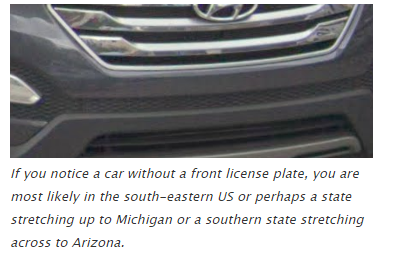 If you notice a car without a front license plate, you are
most likely in the south-eastern US or perhaps a state
stretching up to Michigan or a southern state stretching
across to Arizona.